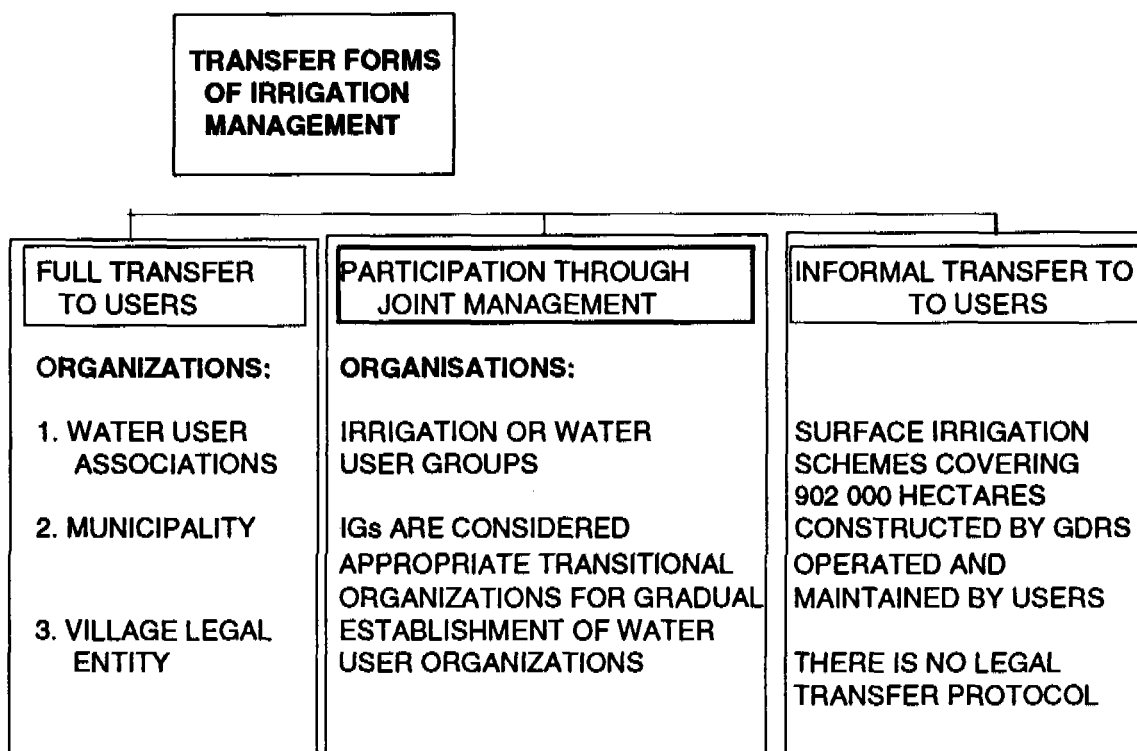 TRANSFER FORMS
OF IRRIGATION
MANAGEMENT
FULL TRANSFER
TO USERS
ORGANIZATIONS:
1. WATER USER
ASSOCIATIONS
2. MUNICIPALITY
3. VILLAGE LEGAL
ENTITY
PARTICIPATION THROUGH
JOINT MANAGEMENT
ORGANISATIONS:
IRRIGATION OR WATER
USER GROUPS
IGs ARE CONSIDERED
APPROPRIATE TRANSITIONAL
ORGANIZATIONS FOR GRADUAL
ESTABLISHMENT OF WATER
USER ORGANIZATIONS
INFORMAL TRANSFER TO
TO USERS
SURFACE IRRIGATION
SCHEMES COVERING
902 000 HECTARES
CONSTRUCTED BY GDRS
OPERATED AND
MAINTAINED BY USERS
THERE IS NO LEGAL
TRANSFER PROTOCOL